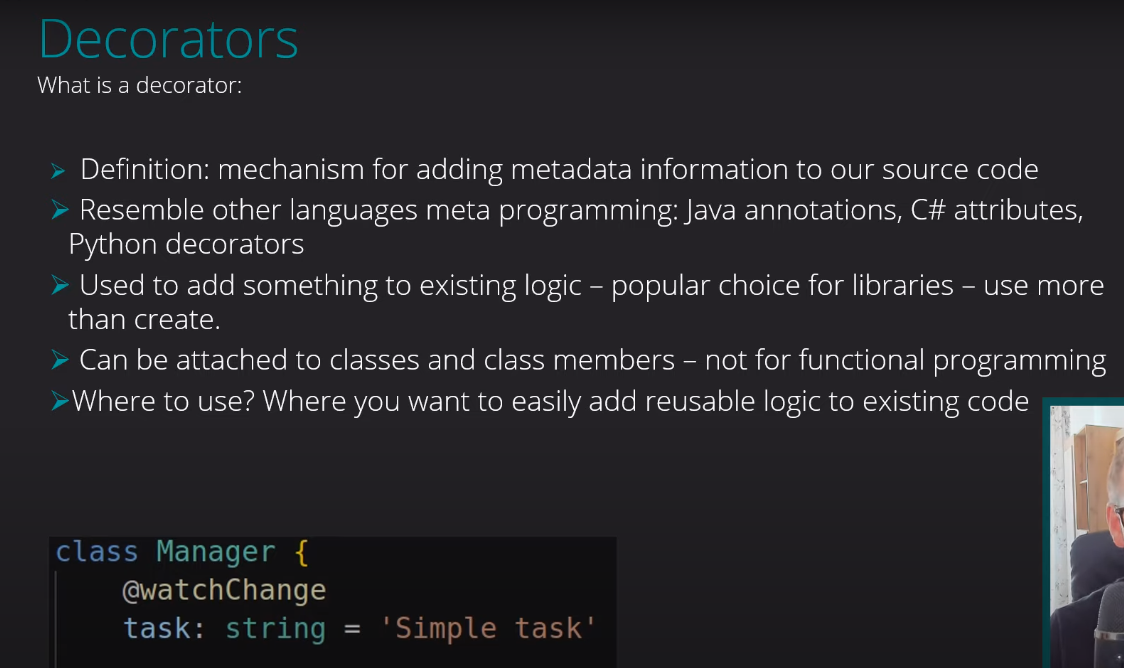 Decorators
What is a decorator:
➢ Definition: mechanism for adding metadata information to our source code
➢ Resemble other languages meta programming: Java annotations, C# attributes,
Python decorators
➢ Used to add something to existing logic – popular choice for libraries – use more
than create.
➢ Can be attached to classes and class members – not for functional programming
➢Where to use? Where you want to easily add reusable logic to existing code
class Manager {
@watchChange
task: string = 'Simple task'